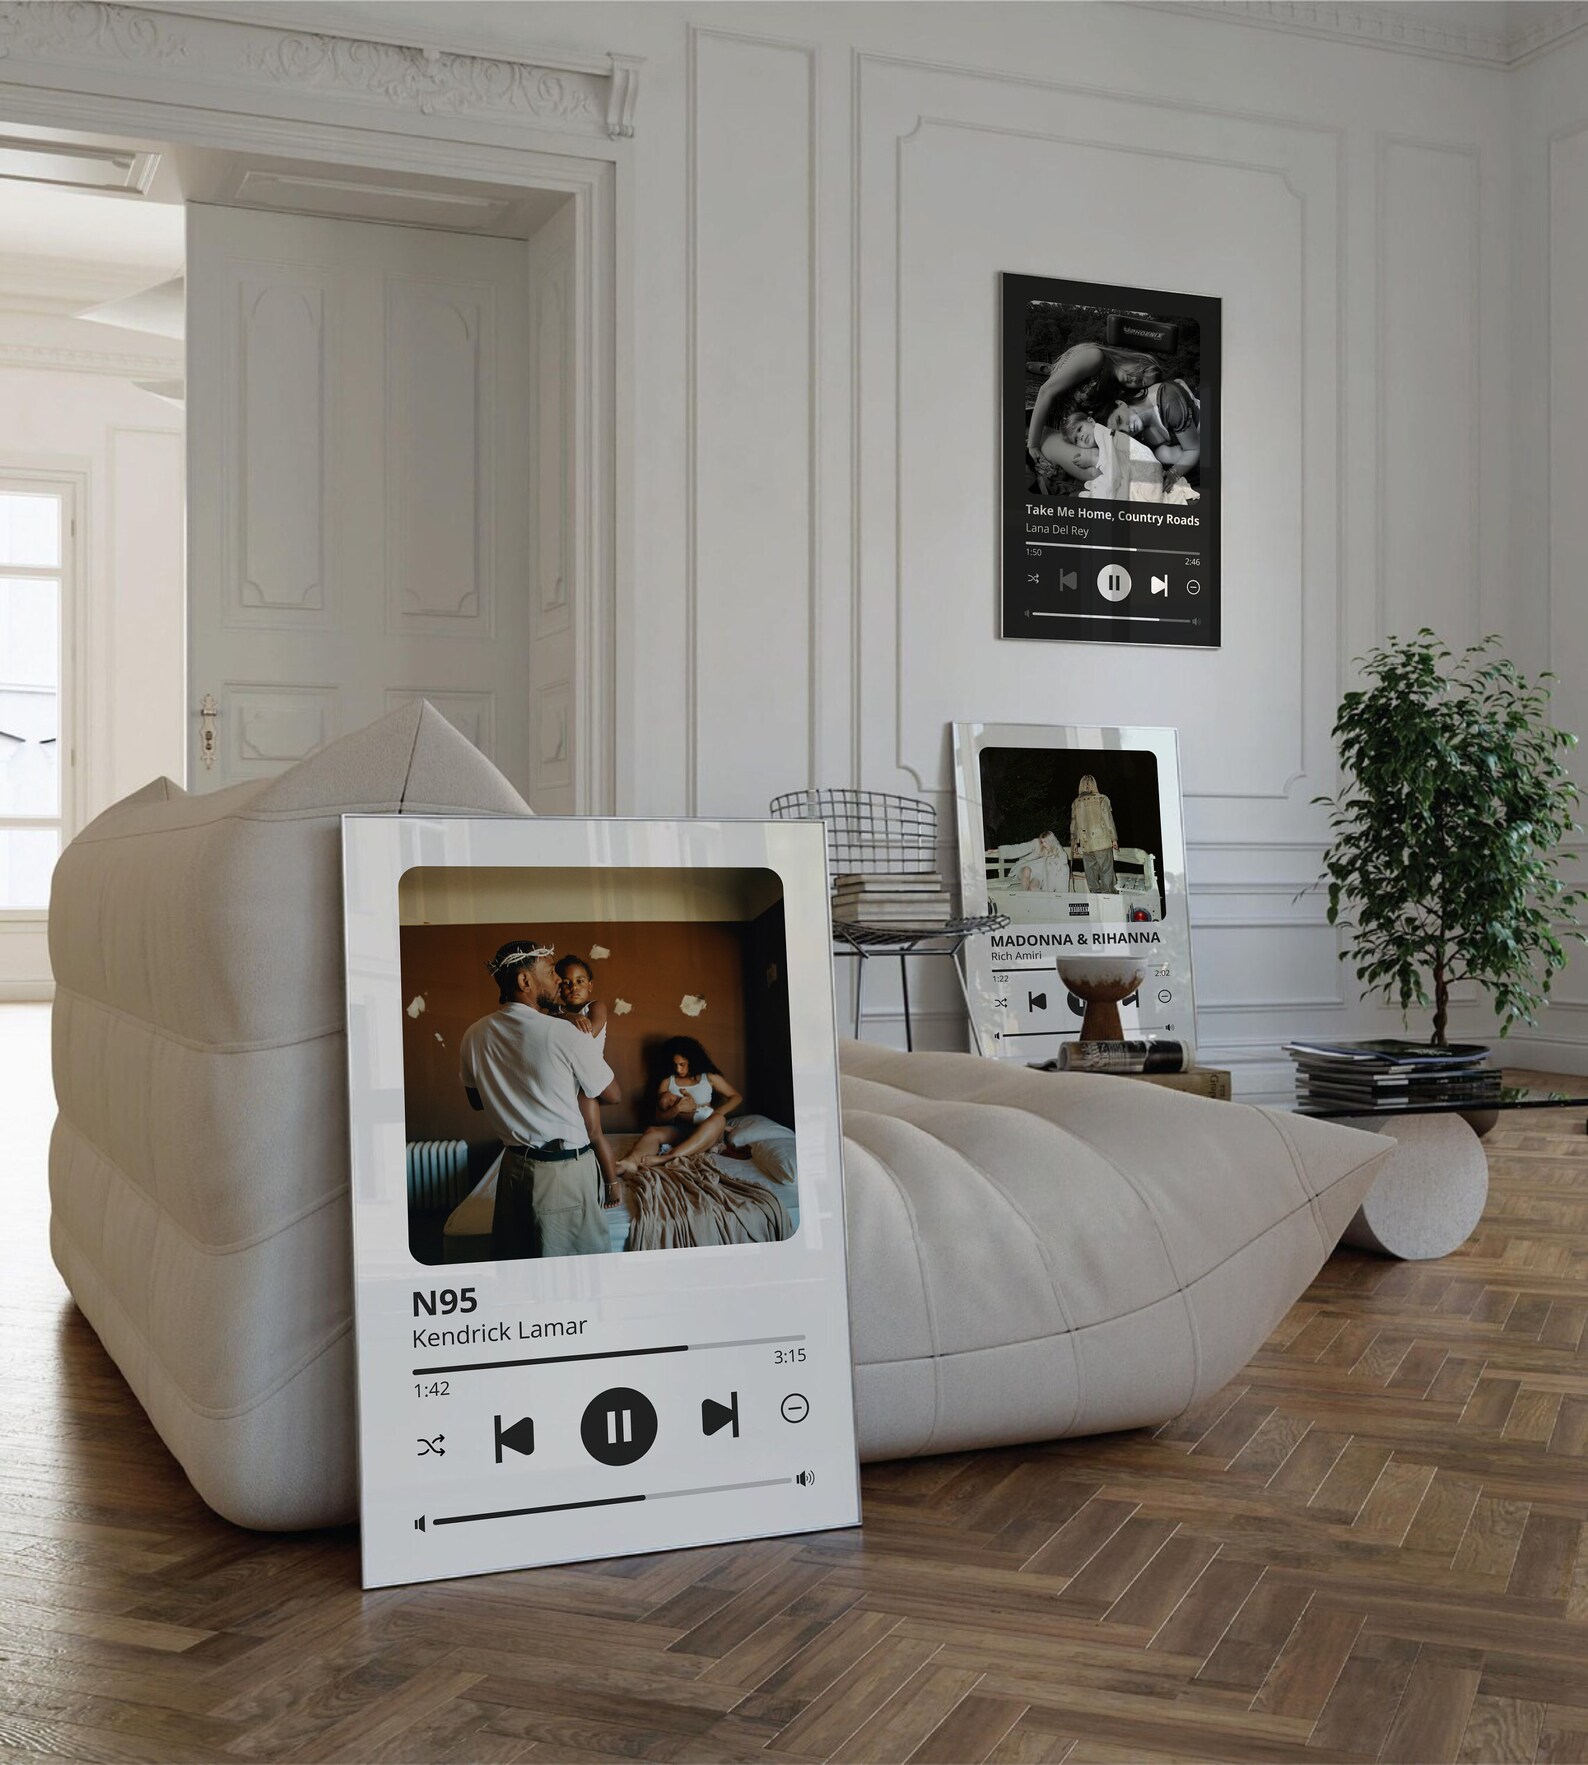 Take Me Home, Country Roads
Lana Del Rey
1:50
2:46
MADONNA & RIHANNA
Rich Amiri
1:22
2:02
N95
Kendrick Lamar
1:42
3:15